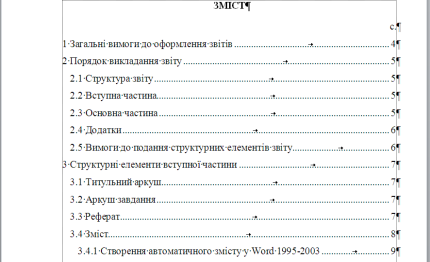 ЗМІСТ¶
с.¶
1·Загальні·вимоги·до·оформлення·звітів ........................................ 4¶
2·Порядок·викладання·звіту ........................................ 5¶
2.1·Структура·звіту ........................................ 5¶
2.2·Вступна·частина ........................................ 5¶
2.3·Основна·частина ........................................ 5¶
2.4·Додатки ........................................ 6¶
2.5·Вимоги·до·подання·структурних·елементів·звіту ........................................ 6¶
3·Структурні·елементи·вступної·частини ........................................ 7¶
3.1·Титульний·аркуш ........................................ 7¶
3.2·Аркуш·завдання ........................................ 7¶
3.3·Реферат ........................................ 7¶
3.4·Зміст ........................................ 8¶
3.4.1·Створення·автоматичного·змісту·у·Word·1995-2003 ........................................ 9¶